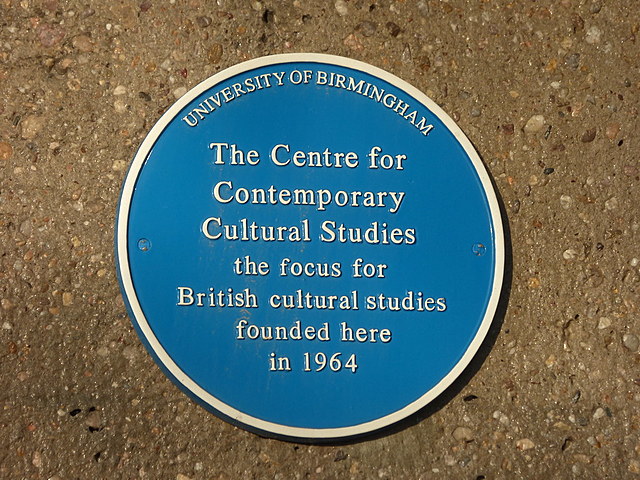 UNIVERSITY OF BIRMINGHAM
The Centre for
Contemporary
Cultural Studies
the focus for
British cultural studies
founded here
in 1964